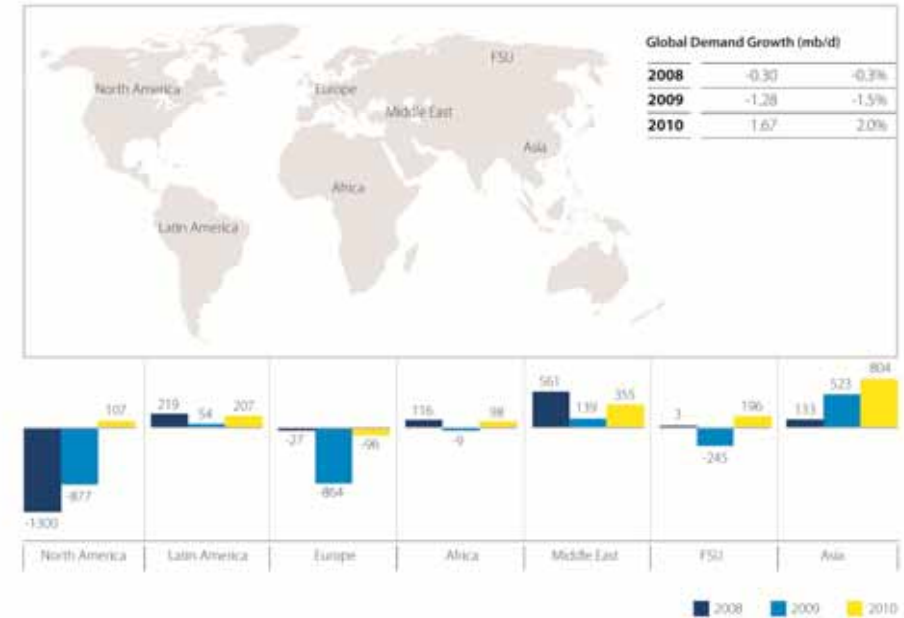 Global Demand Growth (mb/d)
2008 -0.30 -0.3%
2009 -1.28 -1.5%
2010 1.67 2.0%
FSU
North America
Europe
Middle East
Asia
Africa
Latin America
-1300 -877 107
219 54 207
-27 -864 -96
116 -9 98
561 139 355
3 -245 196
133 523 804
North America Latin America Europe Africa Middle East FSU Asia
2008 2009 2010